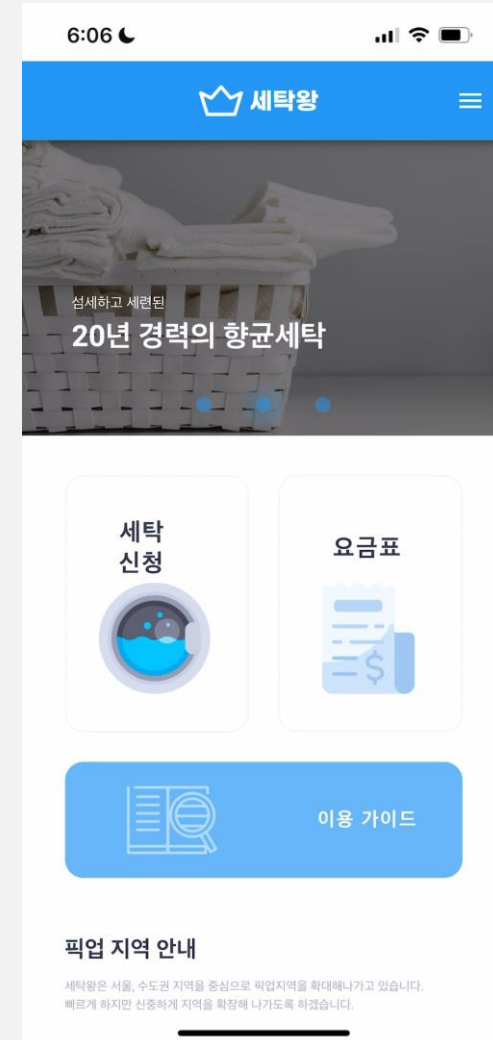 6:06
세탁왕
섬세하고 세련된
20년 경력의 향균세탁
세탁
신청
요금표
$
이용 가이드
픽업 지역 안내
세탁왕은 서울, 수도권 지역을 중심으로 픽업지역을 확대해나가고 있습니다.
빠르게 하지만 신중하게 지역을 확장해 나가도록 하겠습니다.